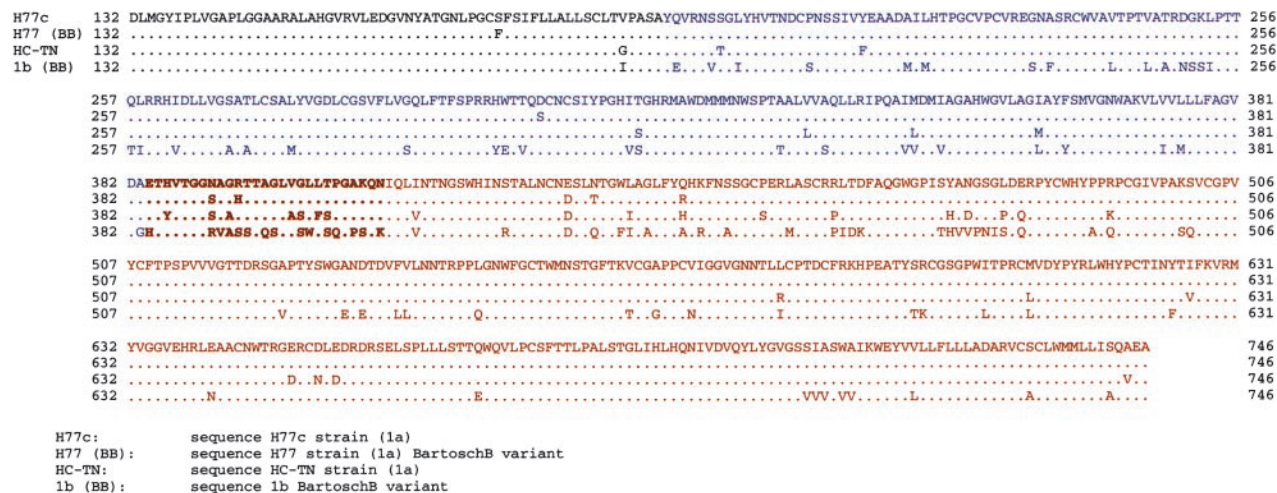 H77c 132 DLMGYIPLVGAPLGGAARALAHGVRVLEDGVNYATGNLPGCSFSIFLLALLSCLTVPASAYQVRNSSGLYHVTNDCPNSSIVYEAADAILHTPGCVPCVREGNASRCWVAVTPTVATRDGKLPTT 256
H77 (BB) 132 .........................................F................................................................................... 256
HC-TN 132 .......................................................G..........T...............F.......................................... 256
1b (BB) 132 .......................................................I.....E...V..I.......S..........M.M...........S.F......V...V.A.NSSI... 256
257 QLRRHIDLLVGSATLCSALYVGDLCGSVFLVGQLFTFSPRRHWTTQDCNCSIYPGHITGHRMAWDMMMNWSPTAALVVAQLLRIPQAIMDMIAGAHWGVLAGIAYFSMVGNWAKVLVVLLLFAGV 381
257 ..............................................S.............................................................................. 381
257 .........................................................S..................L...........L.............M...................... 381
257 TI...V.....A.A....M............S.........YE.V...........VS...............T....S........VV..V..........L..Y..........I.M...... 381
382 DAETHVTGGNAGRTTAGLVGLLTPGAKQNIQLINTNGSWHINSTALNCNESLNTGWLAGLFYQHKFNSSGCPERLASCRRLTDFAQGWGPISYANGSGLDERPYCWHYPPRPCGIVPAKSVCGPV 506
382 .........S..H....................................D..T.........R.............................................................. 506
382 ....Y....S.A......AS.FS.........V................D......I.....H........S.......P............H.D...P.Q.........K.............. 506
382 .GH......RVASS.QS..SW.SQ.PS.K...V.........R......D..Q..FI.A..A.KR..A......M....PIDK........THVVPNIS.Q.......A.Q.......SQ..... 506
507 YCFTPSPVVVGTTDRSGAPTYSWGANDTDVFVLNNTRPPLGNWFGCTWMNSTGFTKVCGAPPCVIGGVGNNTLLCPTDCFRKHPEATYSRCGSGPWITPRCMVDYPYRLWHYPCTINYTIFKVRM 631
507 ............................................................................................................................. 631
507 .........................................................................R...........................L.................V..... 631
507 .................V......E.E...LL.......Q................T..G...N.........I..............TK......L....L...............F....... 631
632 YVGGVEHRLEAACNWTRGERCDLEDRDRSELSPLLLSTTQWQVLPCSFTTLPALSTGLIHLHQNIVDVQYLYGVGSSIASWAIKWEYVVLLFLLLADARVCSCLWMMLLISQAEA 746
632 ................................................................................................................... 746
632 ..................D..N.D........................................................................................V.. 746
632 .........N.............................E....................................VVV.VV......L............A........A.... 746
H77c: sequence H77c strain (1a)
H77 (BB): sequence H77 strain (1a) BartoschB variant
HC-TN: sequence HC-TN strain (1a)
1b (BB): sequence 1b BartoschB variant